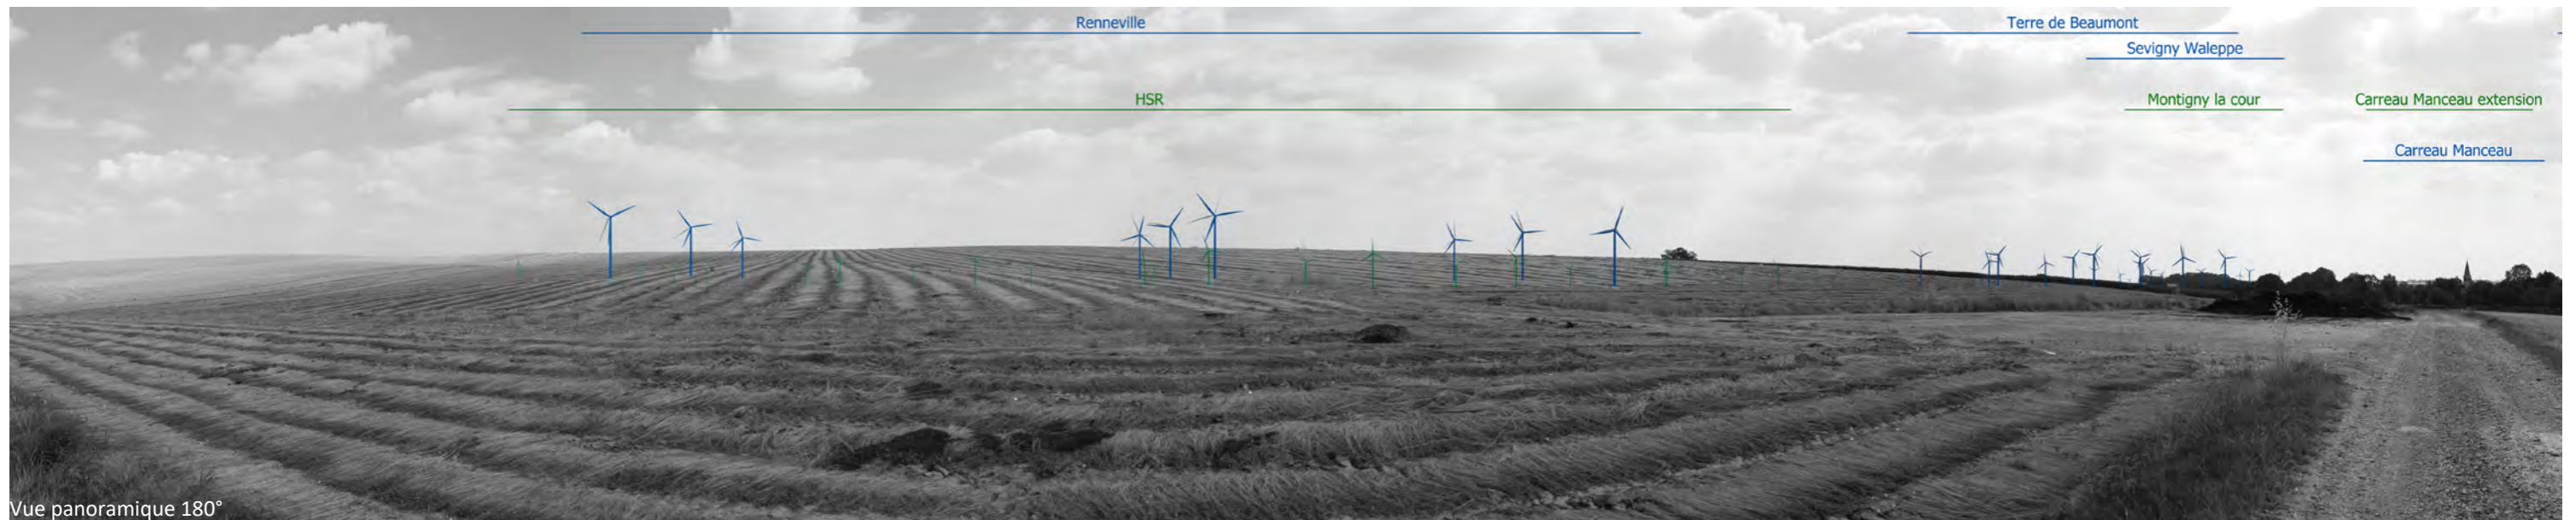 Renneville
Terre de Beaumont
Sevigny Waleppe
HSR
Montigny la cour
Carreau Manceau extension
Carreau Manceau
Vue panoramique 180°